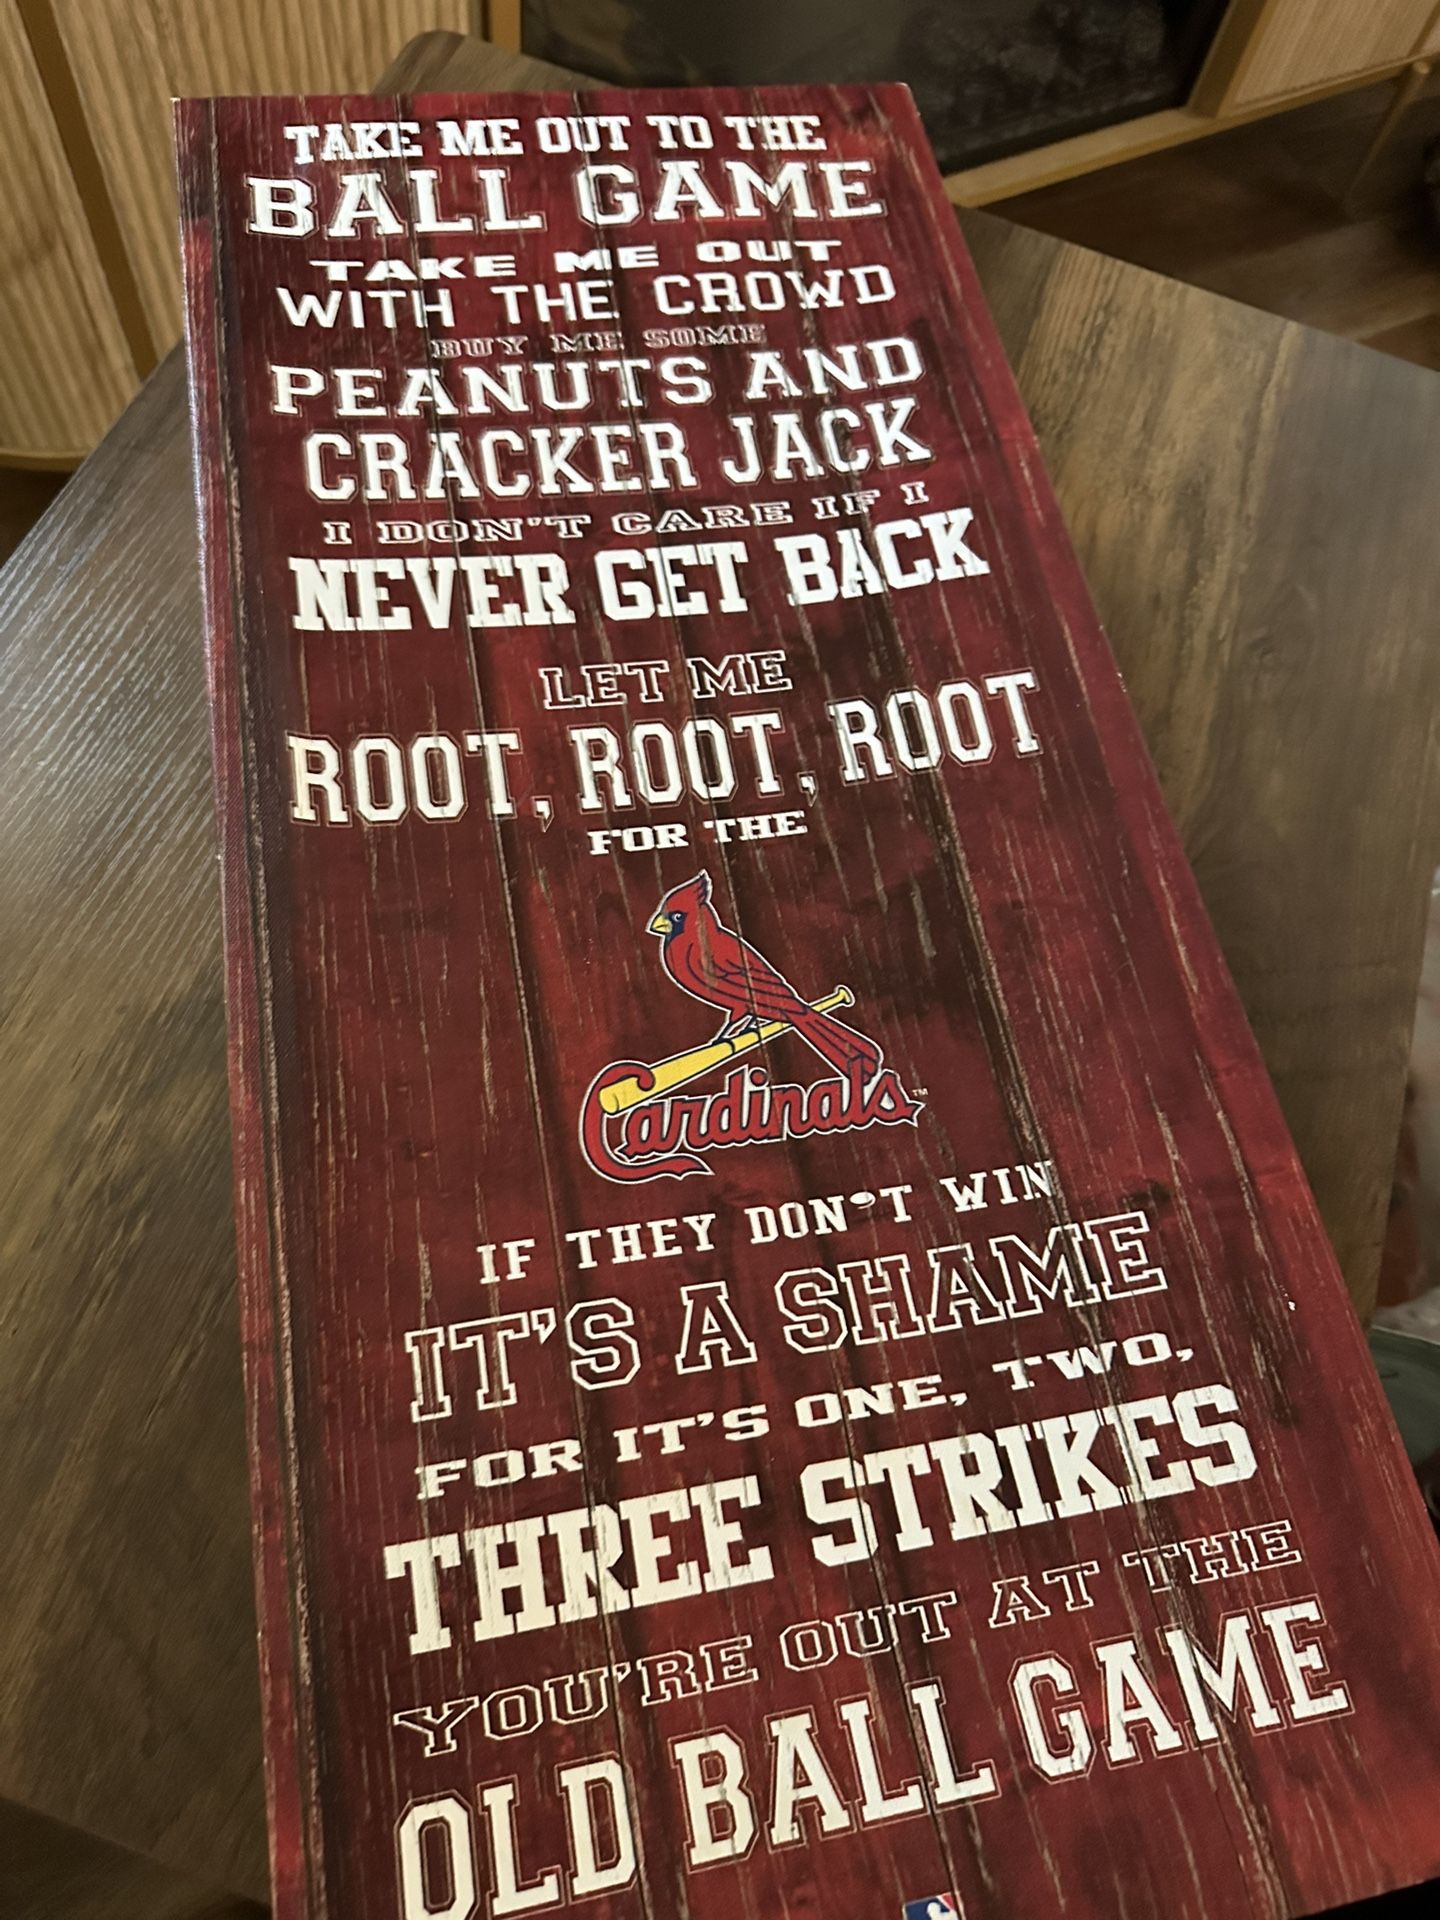 TAKE ME OUT TO THE
BALL GAME
TAKE ME OUT
WITH THE CROWD
BUY ME SOME
PEANUTS AND
CRACKER JACK
I DON'T CARE IF I
NEVER GET BACK
LET ME
ROOT, ROOT, ROOT
FOR THE
Cardinals™
IF THEY DON'T WIN
IT'S A SHAME
FOR IT'S ONE, TWO,
THREE STRIKES
YOU'RE OUT AT THE
OLD BALL GAME